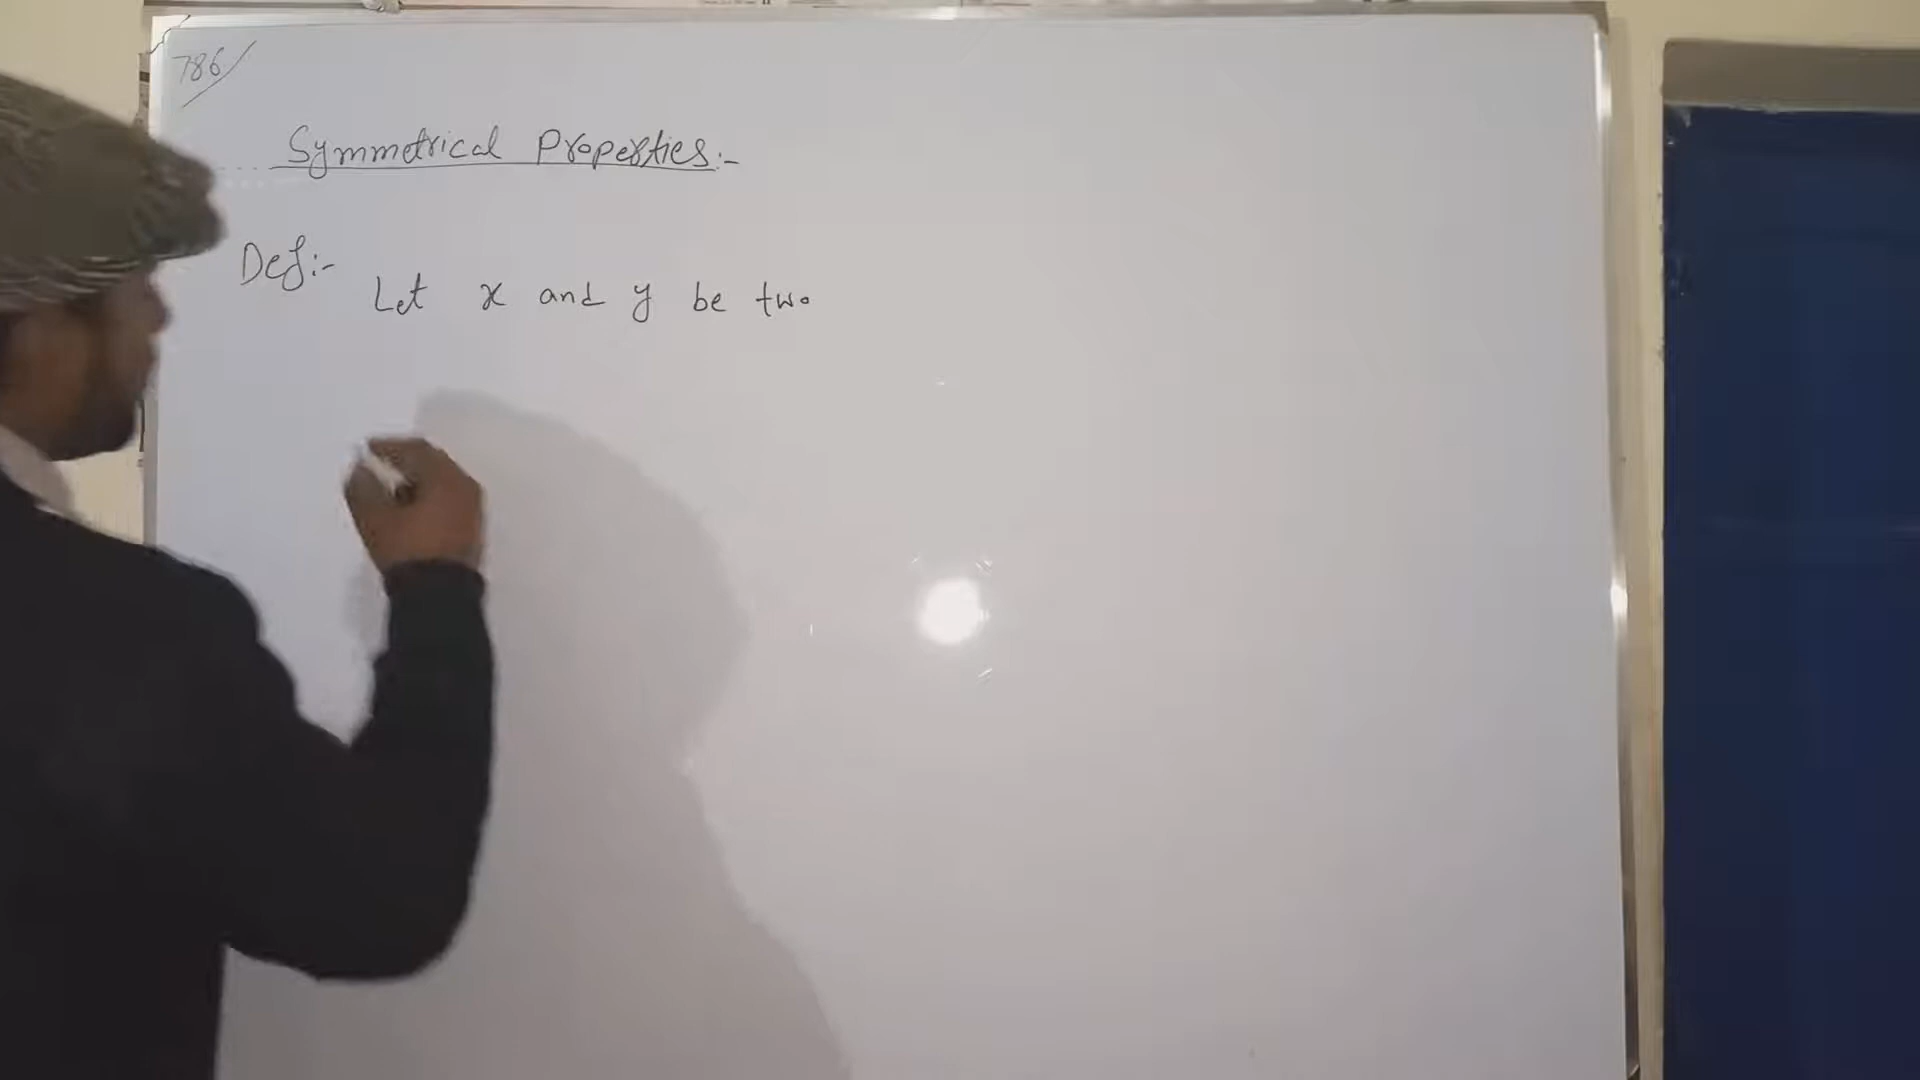 786/
Symmetrical Properties:-
Def:-
Let x and y be two